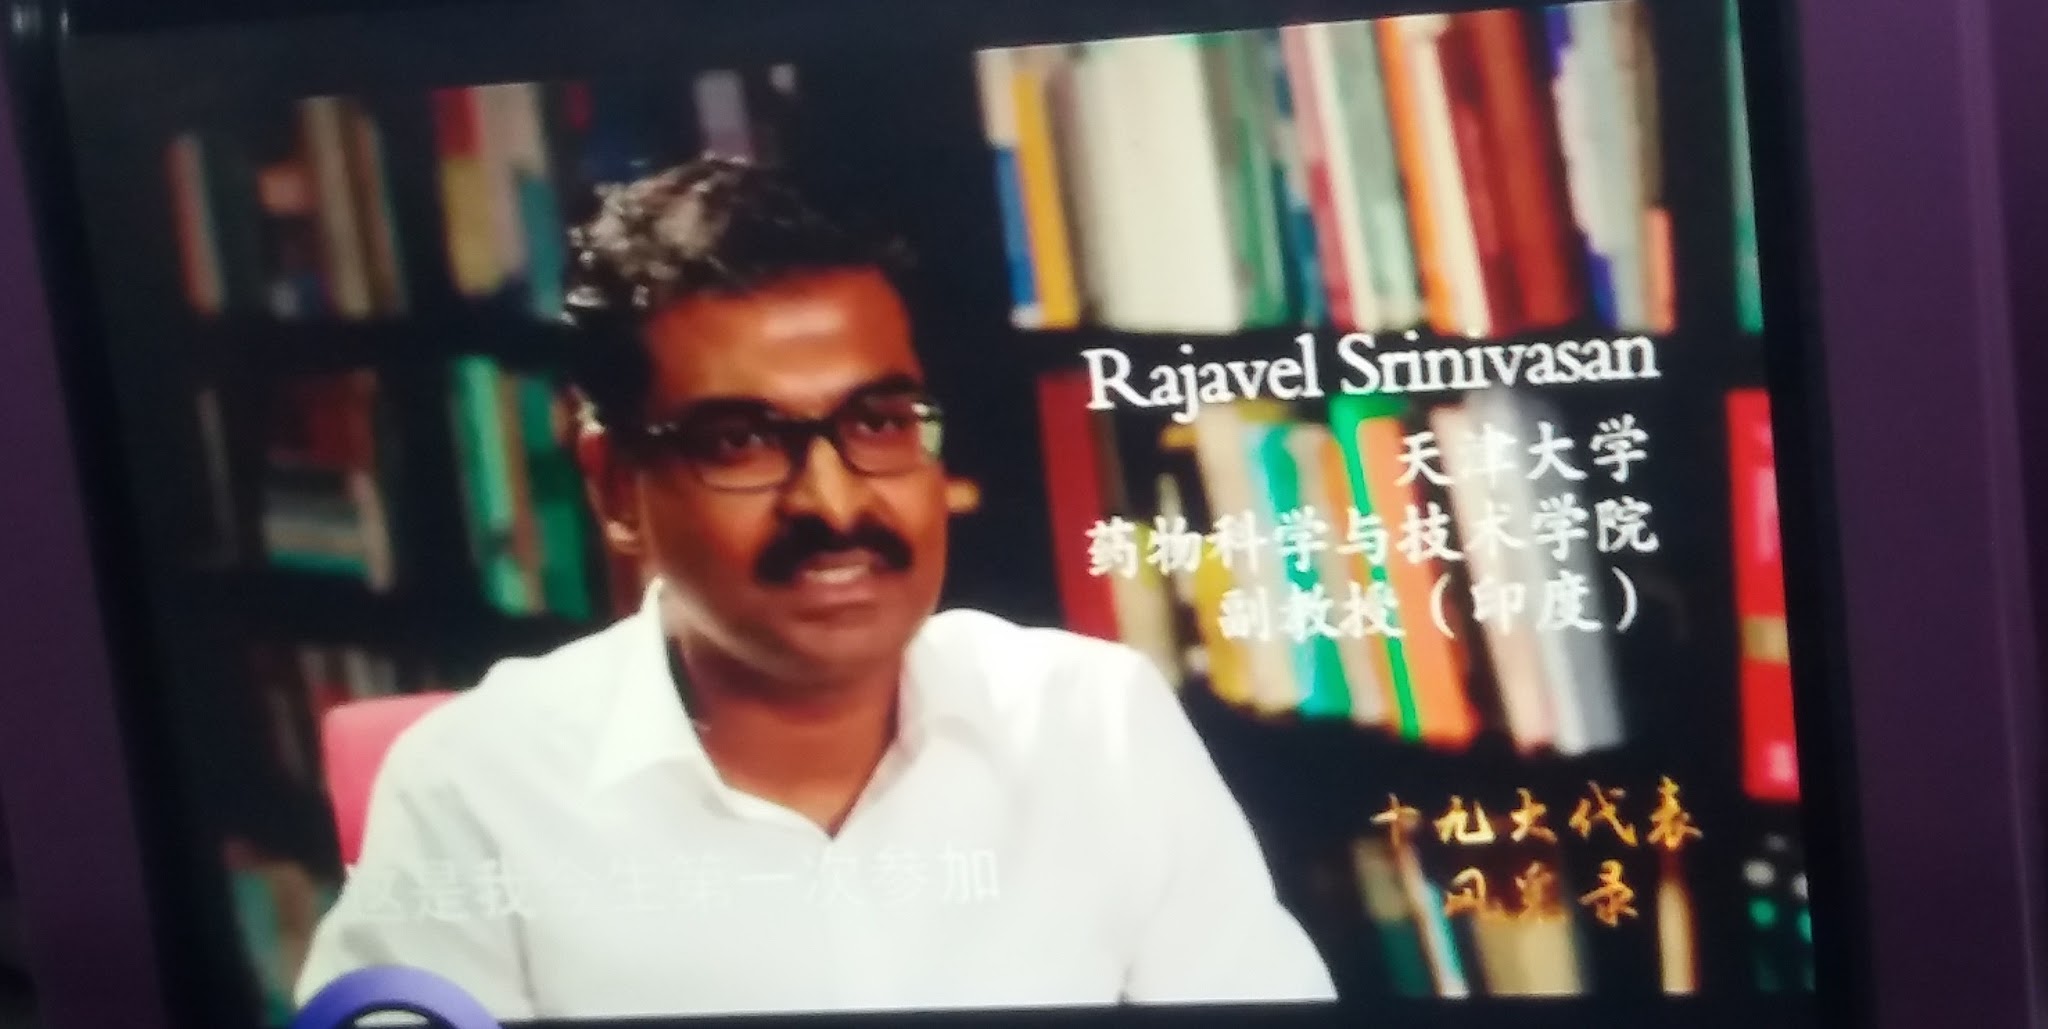 Rajavel Srinivasan
天津大学
药物科学与技术学院
副教授（印度）
十九大代表
风采录
这是我今生第一次参加